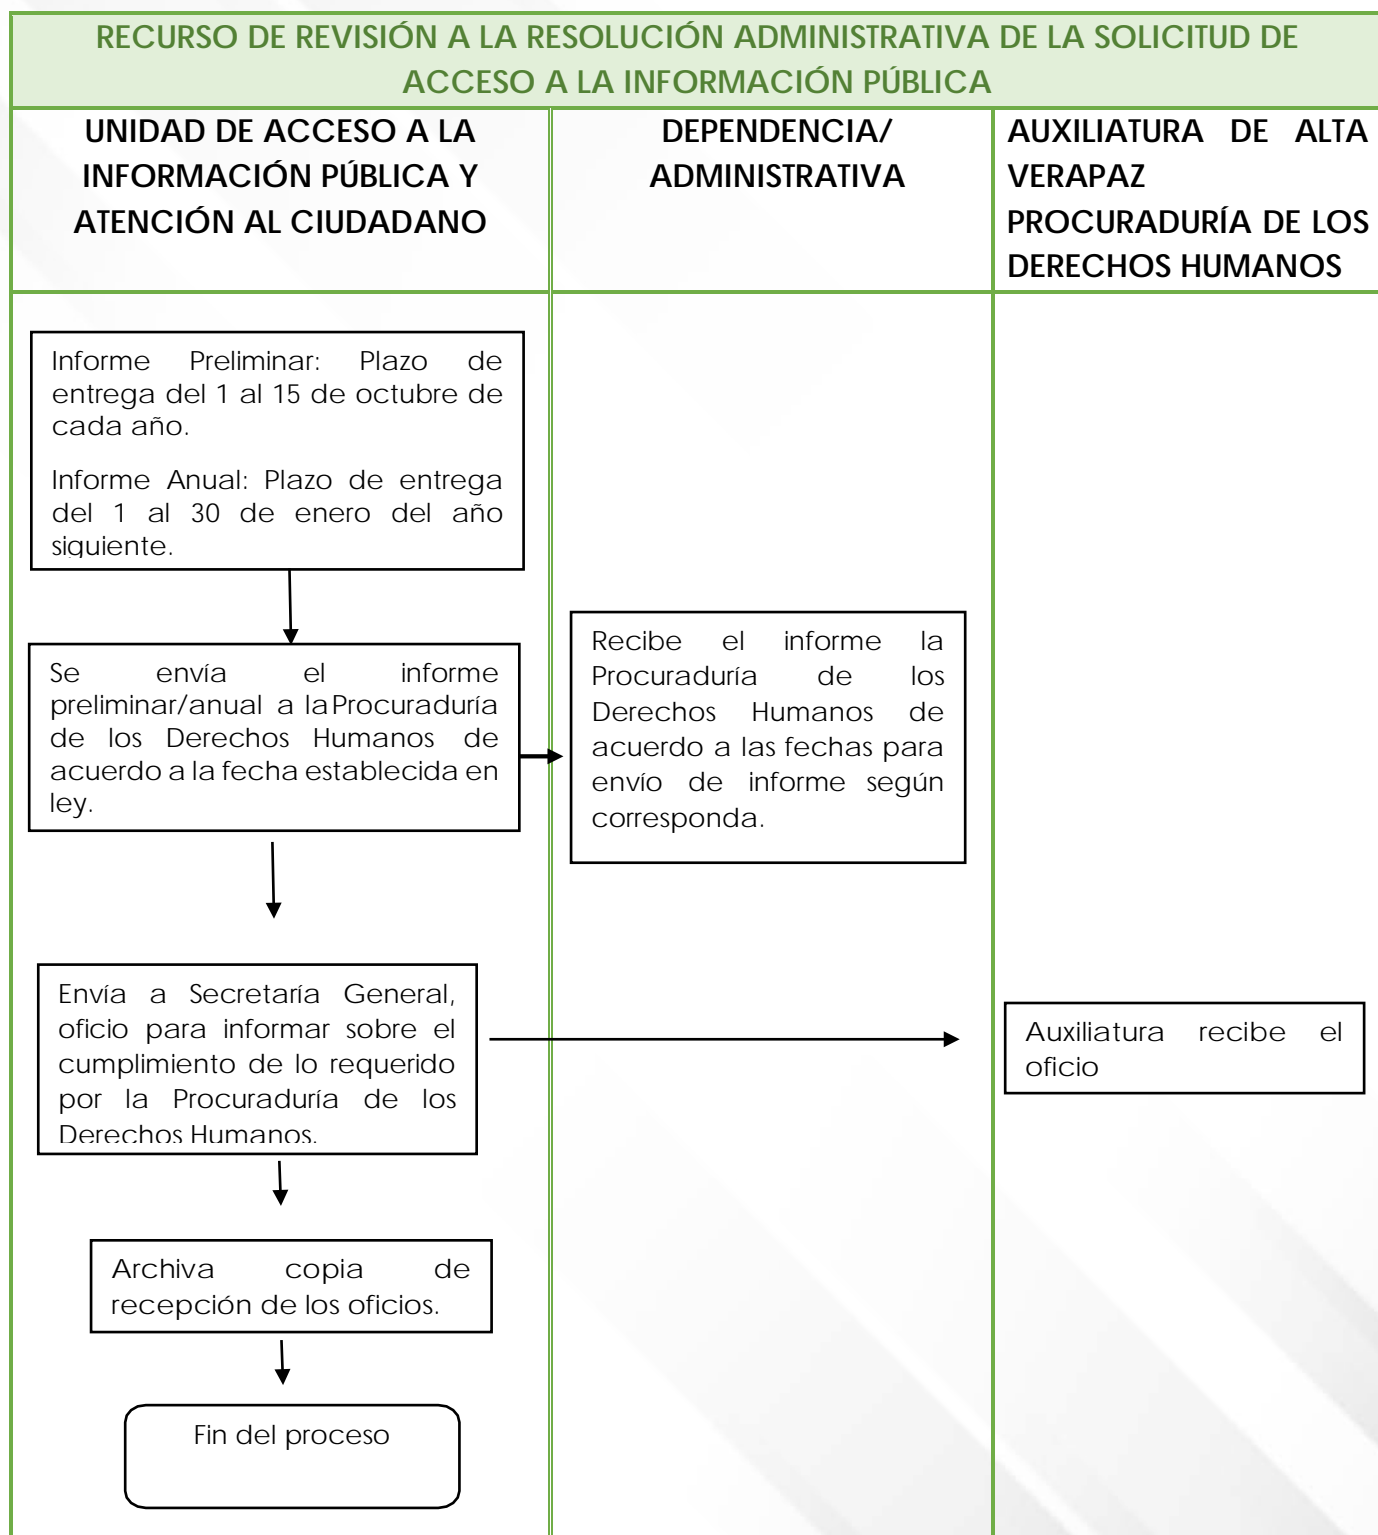 RECURSO DE REVISIÓN A LA RESOLUCIÓN ADMINISTRATIVA DE LA SOLICITUD DE
ACCESO A LA INFORMACIÓN PÚBLICA
UNIDAD DE ACCESO A LA
INFORMACIÓN PÚBLICA Y
ATENCIÓN AL CIUDADANO
DEPENDENCIA/
ADMINISTRATIVA
AUXILIATURA DE ALTA
VERAPAZ
PROCURADURÍA DE LOS
DERECHOS HUMANOS
Informe Preliminar: Plazo de
entrega del 1 al 15 de octubre de
cada año.
Informe Anual: Plazo de entrega
del 1 al 30 de enero del año
siguiente.
Se envía el informe
preliminar/anual a la Procuraduría
de los Derechos Humanos de
acuerdo a la fecha establecida en
ley.
Recibe el informe la
Procuraduría de los
Derechos Humanos de
acuerdo a las fechas para
envío de informe según
corresponda.
Envía a Secretaría General,
oficio para informar sobre el
cumplimiento de lo requerido
por la Procuraduría de los
Derechos Humanos.
Auxiliatura recibe el
oficio
Archiva copia de
recepción de los oficios.
Fin del proceso